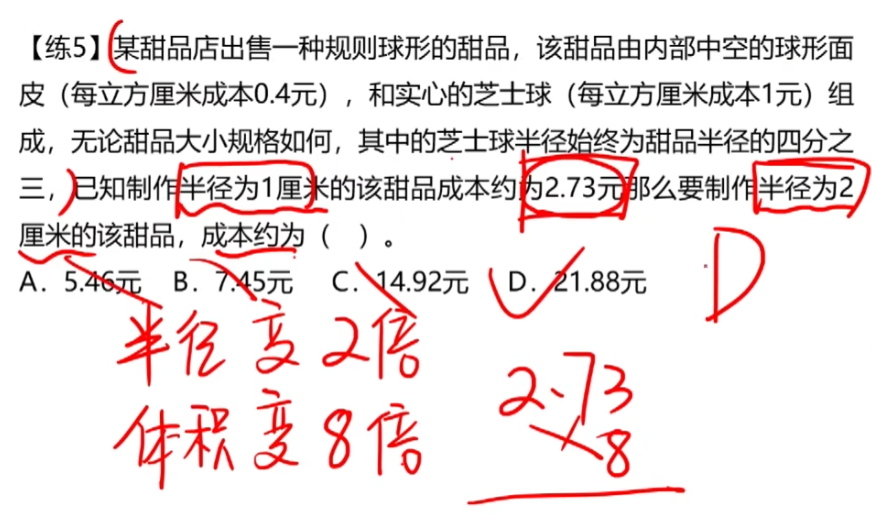 【练5】某甜品店出售一种规则球形的甜品，该甜品由内部中空的球形面
皮（每立方厘米成本0.4元），和实心的芝士球（每立方厘米成本1元）组
成，无论甜品大小规格如何，其中的芝士球半径始终为甜品半径的四分之
三，已知制作半径为1厘米的该甜品成本约为2.73元那么要制作半径为2
厘米的该甜品，成本约为（ ）。
A．5.46元 B．7.45元 C．14.92元 D．21.88元
D
半径变2倍
2.73
体积变8倍
×8